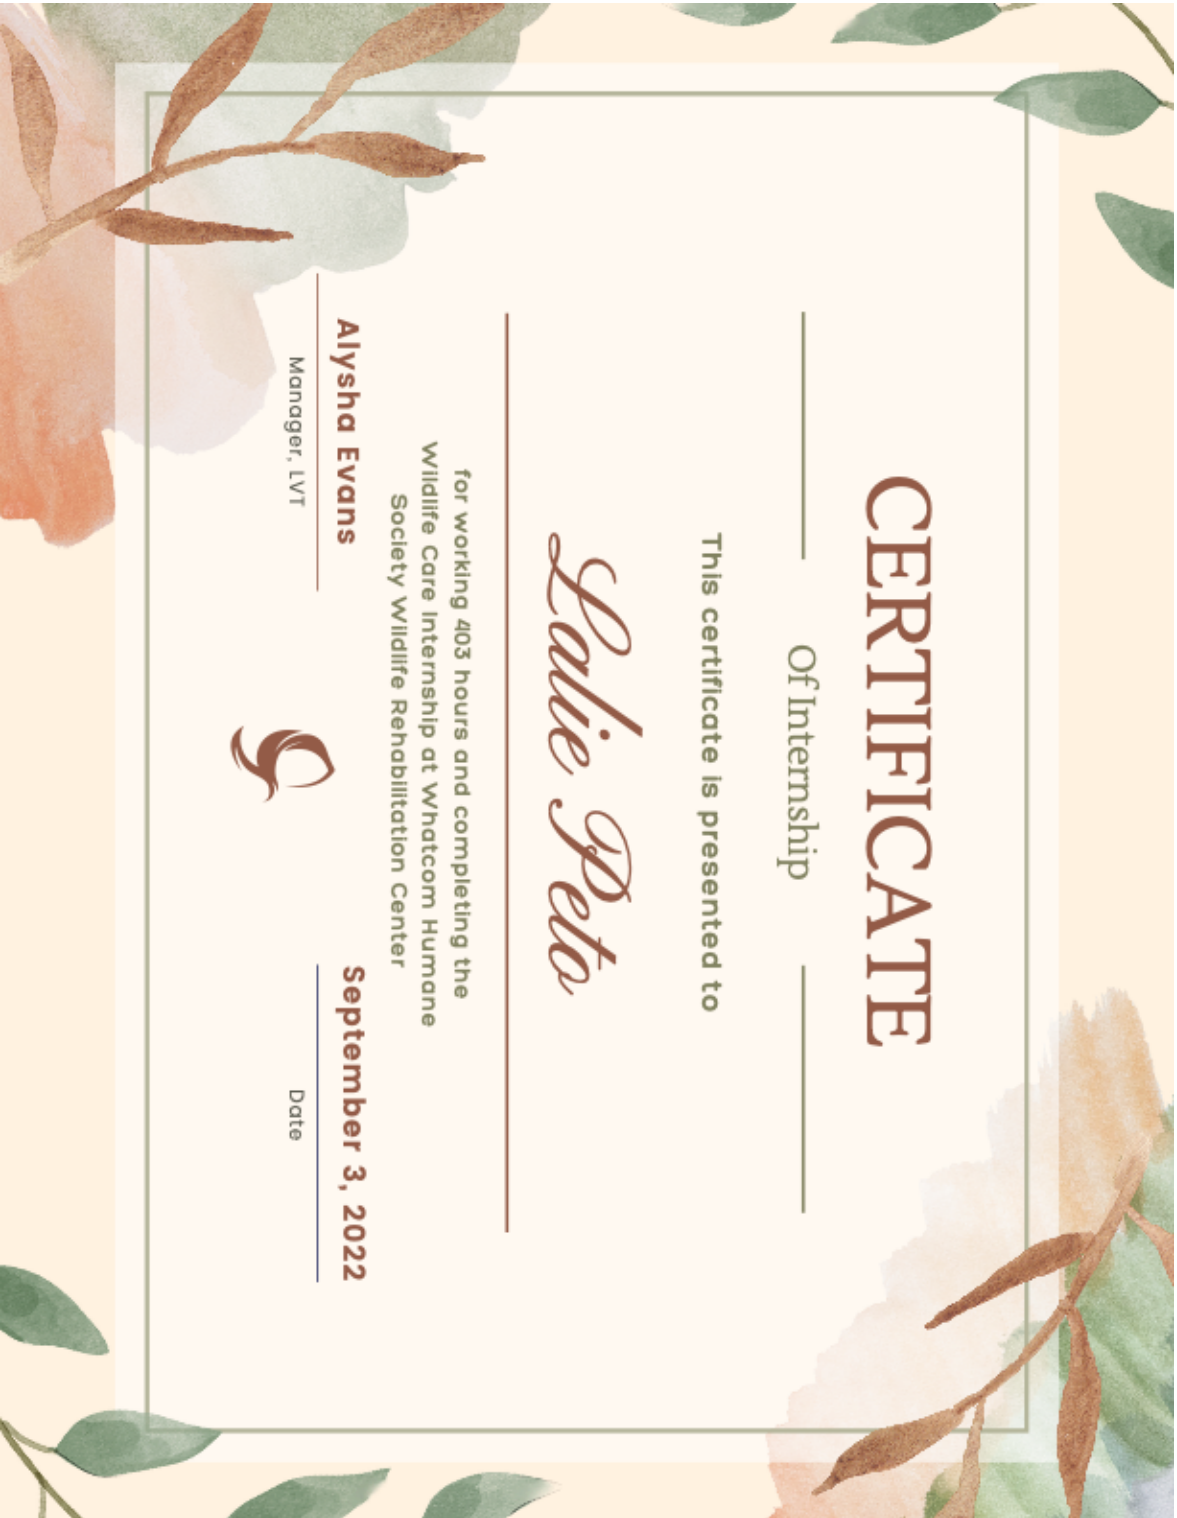 CERTIFICATE
Of Internship
This certificate is presented to
Lalie Peto
for working 403 hours and completing the
Wildlife Care Internship at Whatcom Humane
Society Wildlife Rehabilitation Center
Alysha Evans
Manager, LVT
September 3, 2022
Date